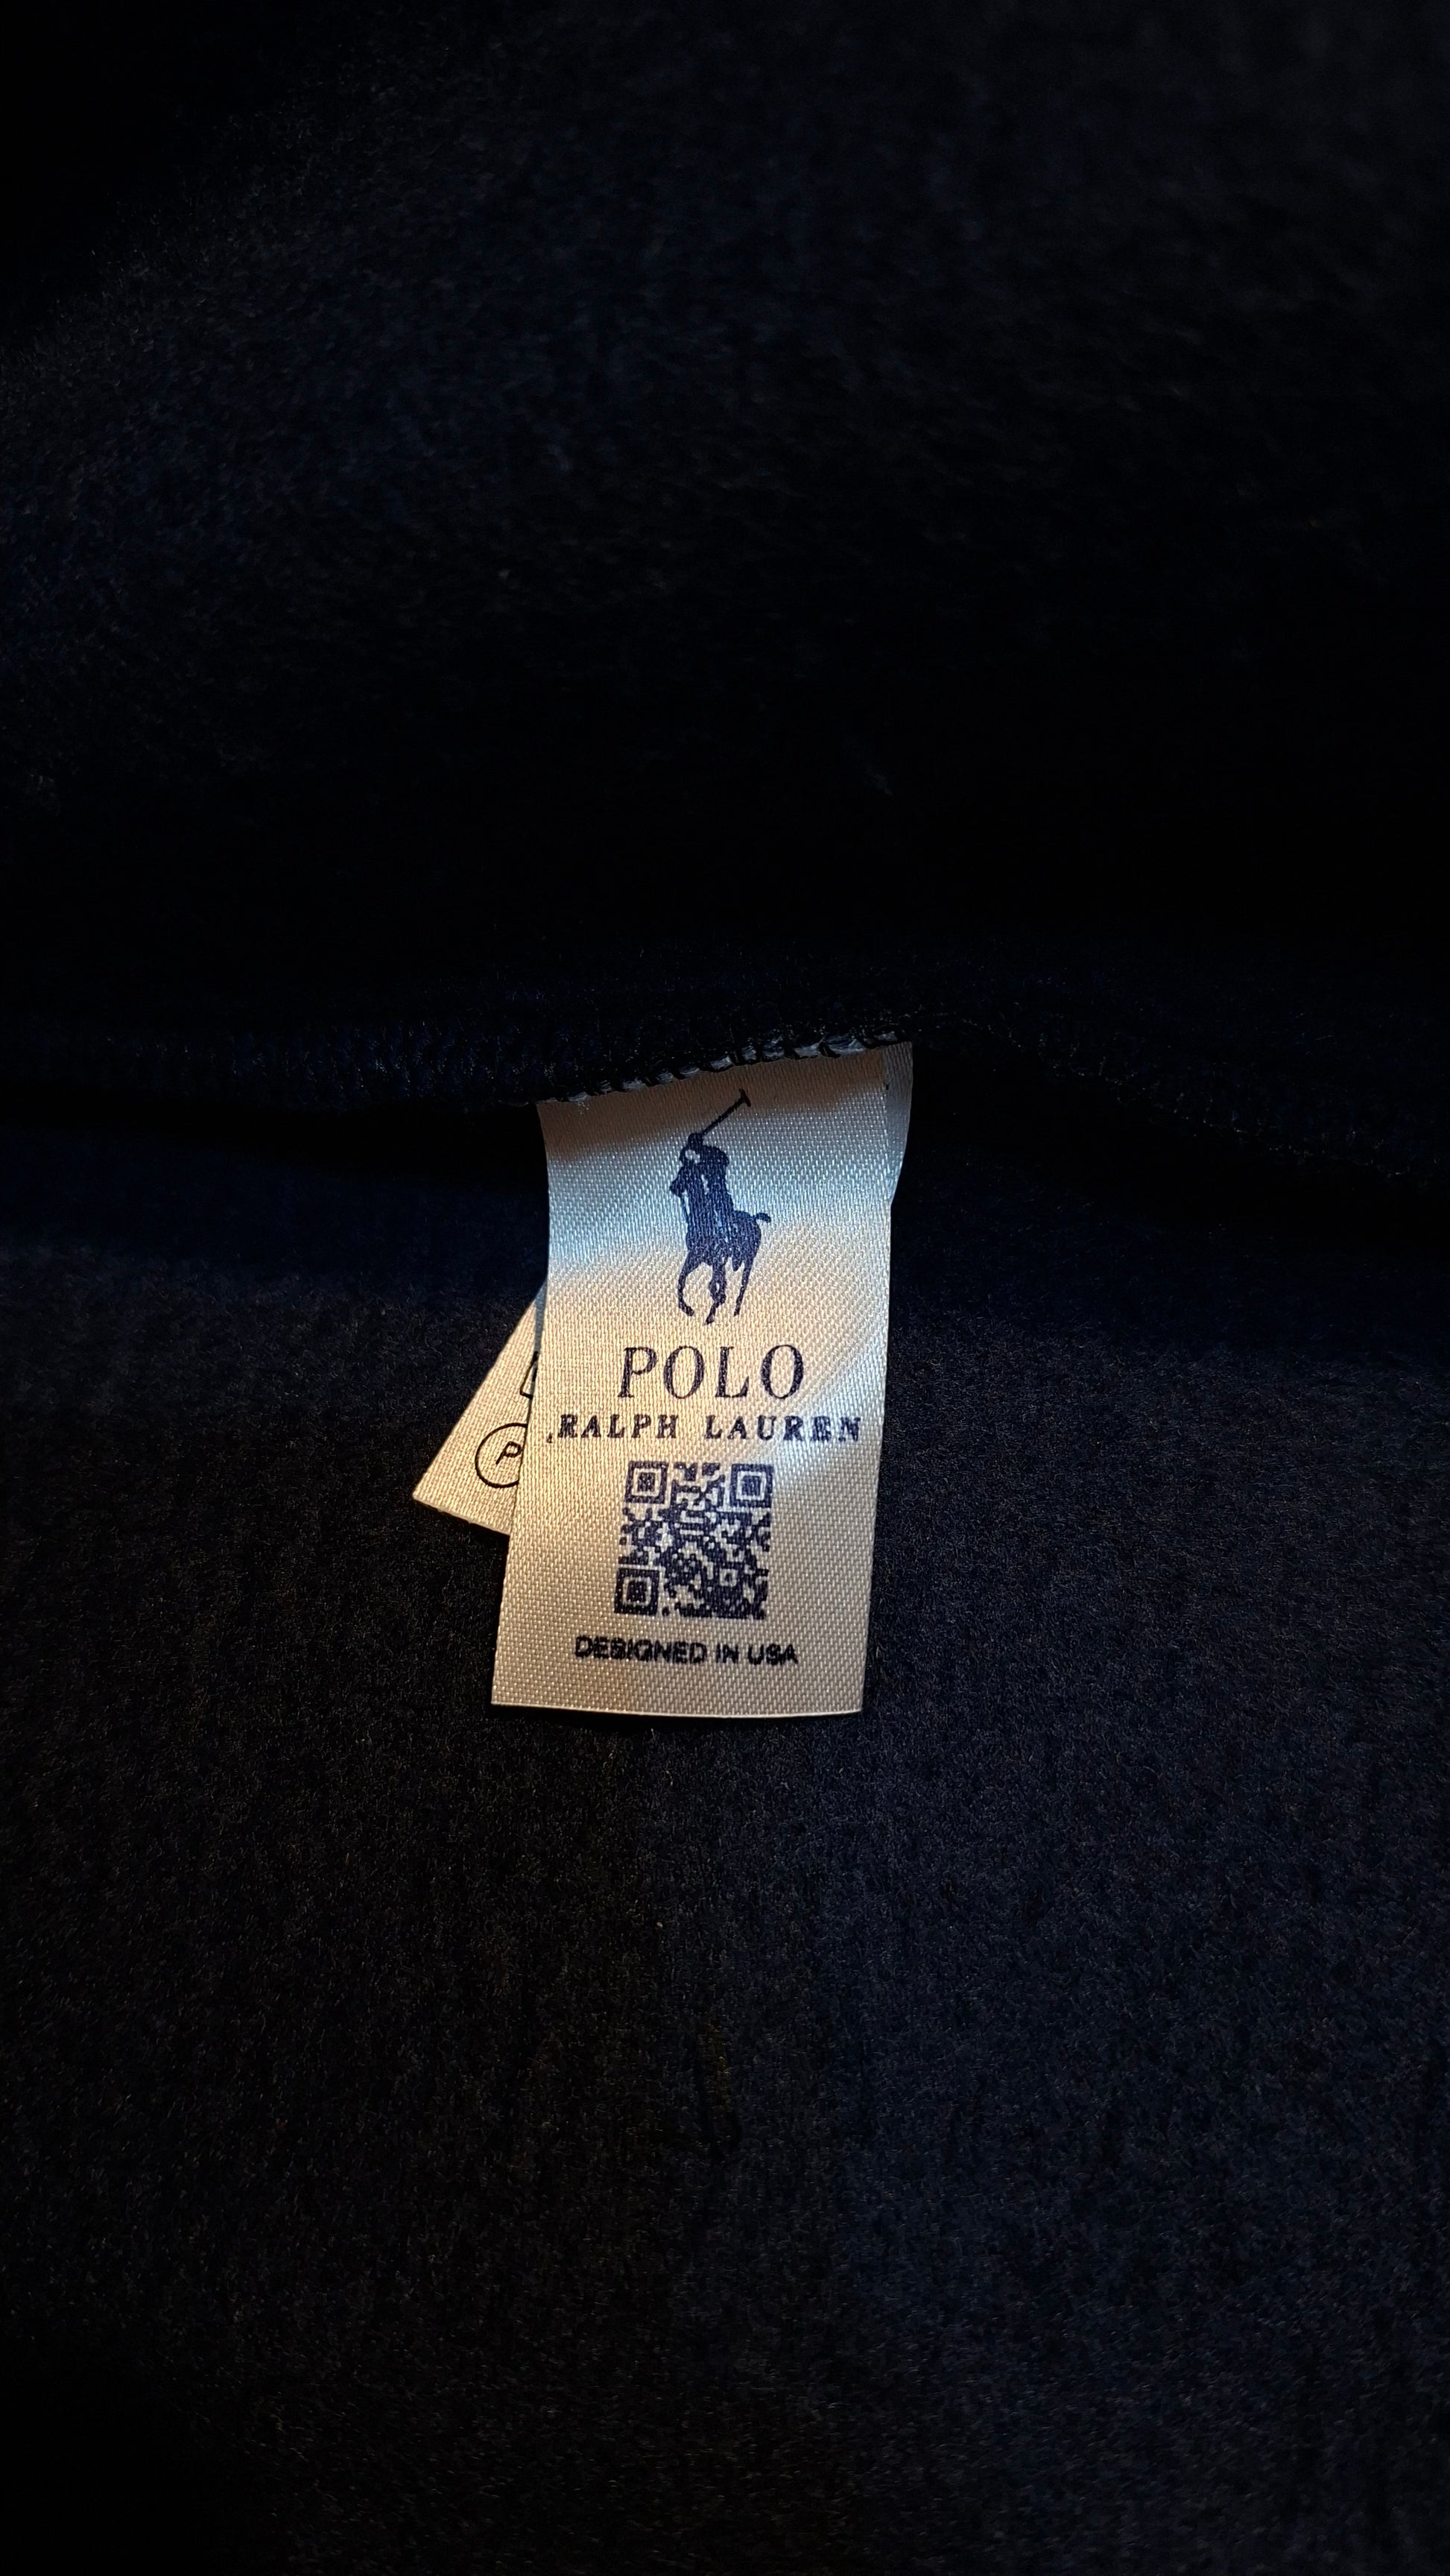 POLO
RALPH LAUREN
DESIGNED IN USA
P